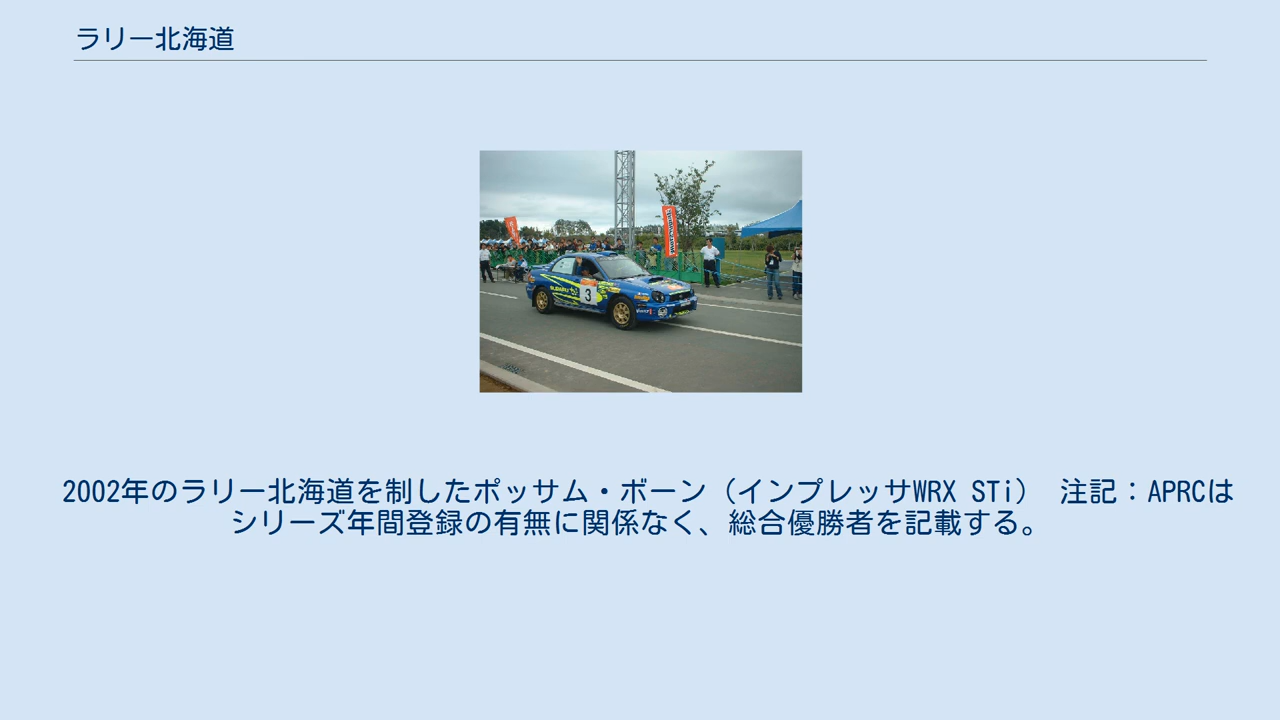 ラリー北海道
SUBARU
3
2002年のラリー北海道を制したポッサム・ボーン（インプレッサWRX STi） 注記：APRCは
シリーズ年間登録の有無に関係なく、総合優勝者を記載する。